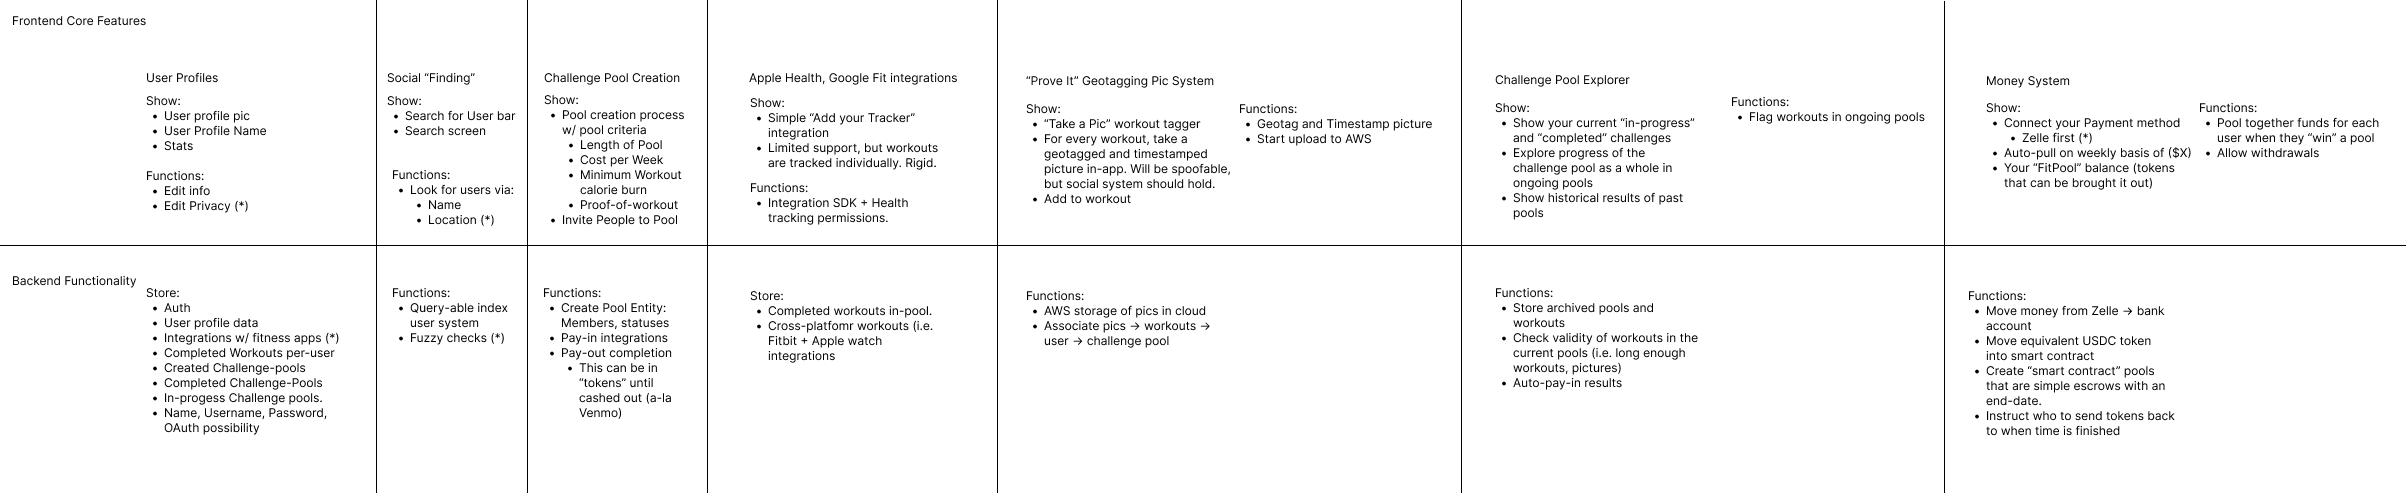 Frontend Core Features
User Profiles
Show:
• User profile pic
• User Profile Name
• Stats
Functions:
• Edit info
• Edit Privacy (*)
Social “Finding”
Show:
• Search for User bar
• Search screen
Functions:
• Look for users via:
• Name
• Location (*)
Challenge Pool Creation
Show:
• Pool creation process
w/ pool criteria
• Length of Pool
• Cost per Week
• Minimum Workout
calorie burn
• Proof-of-workout
• Invite People to Pool
Apple Health, Google Fit integrations
Show:
• Simple “Add your Tracker”
integration
• Limited support, but workouts
are tracked individually. Rigid.
Functions:
• Integration SDK + Health
tracking permissions.
“Prove It” Geotagging Pic System
Show:
• “Take a Pic” workout tagger
• For every workout, take a
geotagged and timestamped
picture in-app. Will be spoofable,
but social system should hold.
• Add to workout
Functions:
• Geotag and Timestamp picture
• Start upload to AWS
Challenge Pool Explorer
Show:
• Show your current “in-progress”
and “completed” challenges
• Explore progress of the
challenge pool as a whole in
ongoing pools
• Show historical results of past
pools
Functions:
• Flag workouts in ongoing pools
Money System
Show:
• Connect your Payment method
• Zelle first (*)
• Auto-pull on weekly basis of ($X)
• Your “FitPool” balance (tokens
that can be brought it out)
Functions:
• Pool together funds for each
user when they “win” a pool
• Allow withdrawals
Backend Functionality
Store:
• Auth
• User profile data
• Integrations w/ fitness apps (*)
• Completed Workouts per-user
• Created Challenge-pools
• Completed Challenge-Pools
• In-progess Challenge pools.
• Name, Username, Password,
OAuth possibility
Functions:
• Query-able index
user system
• Fuzzy checks (*)
Functions:
• Create Pool Entity:
Members, statuses
• Pay-in integrations
• Pay-out completion
• This can be in
“tokens” until
cashed out (a-la
Venmo)
Store:
• Completed workouts in-pool.
• Cross-platfomr workouts (i.e.
Fitbit + Apple watch
integrations
Functions:
• AWS storage of pics in cloud
• Associate pics → workouts →
user → challenge pool
Functions:
• Store archived pools and
workouts
• Check validity of workouts in the
current pools (i.e. long enough
workouts, pictures)
• Auto-pay-in results
Functions:
• Move money from Zelle → bank
account
• Move equivalent USDC token
into smart contract
• Create “smart contract” pools
that are simple escrows with an
end-date.
• Instruct who to send tokens back
to when time is finished